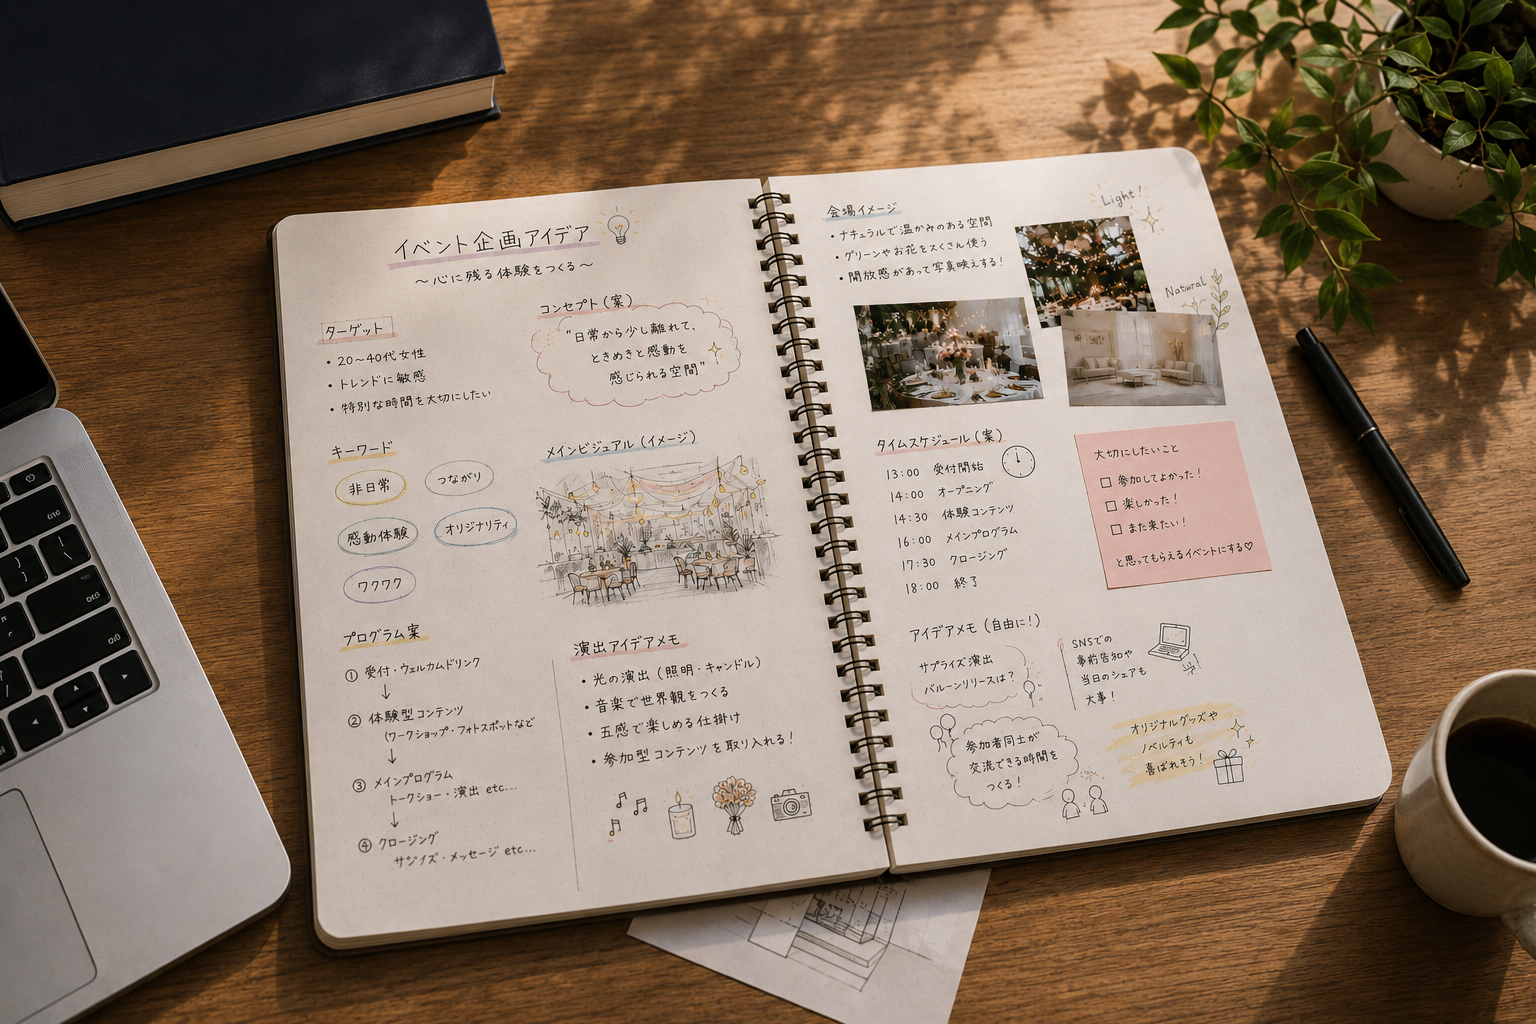 イベント企画アイデア
～心に残る体験をつくる～
ターゲット
・20～40代女性
・トレンドに敏感
・特別な時間を大切にしたい
コンセプト(案)
"日常から少し離れて、
ときめきと感動を
感じられる空間"
キーワード
非日常
つながり
感動体験
オリジナリティ
ワクワク
メインビジュアル(イメージ)
プログラム案
① 受付・ウェルカムドリンク
↓
② 体験型コンテンツ
(ワークショップ・フォトスポットなど
↓
③ メインプログラム
トークショー・演出 etc...
↓
④ クロージング
・メッセージ etc...
演出アイデアメモ
・光の演出(照明・キャンドル)
・音楽で世界観をつくる
・五感で楽しめる仕掛け
・参加型コンテンツを取り入れる!
会場イメージ
・ナチュラルで温かみのある空間
・グリーンやお花をたくさん使う
・開放感があって写真映えする!
Light!
Natural
タイムスケジュール(案)
13:00 受付開始
14:00 オープニング
14:30 体験コンテンツ
16:00 メインプログラム
17:30 クロージング
18:00 終了
大切にしたいこと
□ 参加してよかった!
□ 楽しかった!
□ また来たい!
と思ってもらえるイベントにする♡
アイデアメモ(自由に!)
サプライズ演出
バルーンリリースは?
SNSでの
事前告知や
当日のシェアも
大事!
参加者同士が
交流できる時間を
つくる!
オリジナルグッズや
ノベルティも
喜ばれそう!